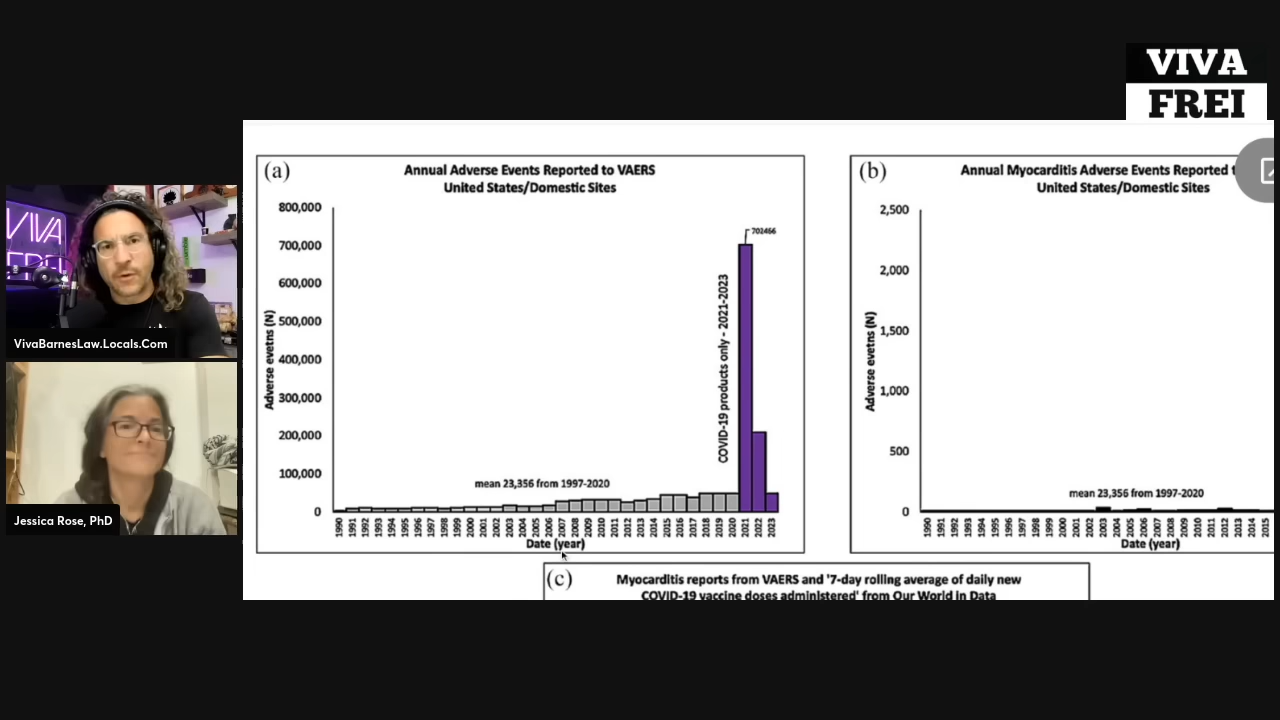 VIVA
FREI
(a)
Annual Adverse Events Reported to VAERS
United States/Domestic Sites
800,000
700,000
600,000
500,000
400,000
300,000
200,000
100,000
0
Adverse evetns (N)
702466
COVID-19 products only - 2021-2023
mean 23,356 from 1997-2020
1990 1991 1992 1993 1994 1995 1996 1997 1998 1999 2000 2001 2002 2003 2004 2005 2006 2007 2008 2009 2010 2011 2012 2013 2014 2015 2016 2017 2018 2019 2020 2021 2022 2023
Date (year)
(b)
Annual Myocarditis Adverse Events Reported
United States/Domestic Sites
2,500
2,000
1,500
1,000
500
0
Adverse evetns (N)
mean 23,356 from 1997-2020
1990 1991 1992 1993 1994 1995 1996 1997 1998 1999 2000 2001 2002 2003 2004 2005 2006 2007 2008 2009 2010 2011 2012 2013 2014 2015
Date (year)
(c)
Myocarditis reports from VAERS and '7-day rolling average of daily new
COVID-19 vaccine doses administered' from Our World in Data
VIVA
VivaBarnesLaw.Locals.Com
Jessica Rose, PhD